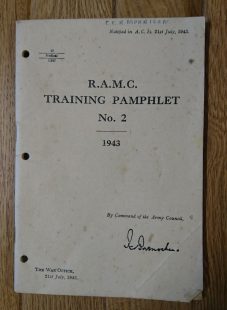 Notified in A.C.Is. 21st July, 1943.
R.A.M.C.
TRAINING PAMPHLET
No. 2
1943
By Command of the Army Council,
THE WAR OFFICE,
21st July, 1943.